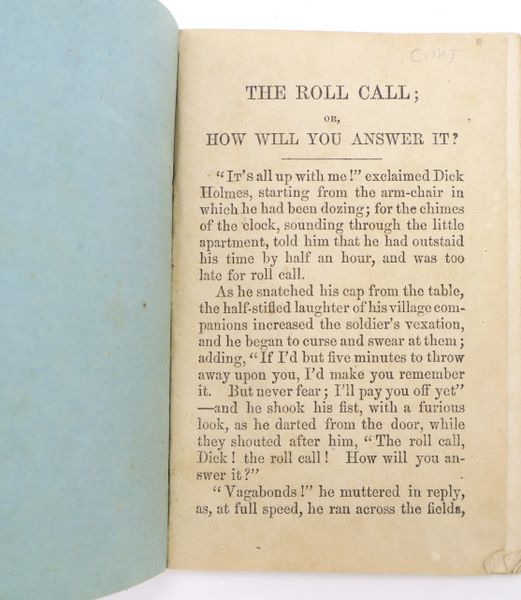 THE ROLL CALL;
OR,
HOW WILL YOU ANSWER IT?
"IT's all up with me!" exclaimed Dick
Holmes, starting from the arm-chair in
which he had been dozing; for the chimes
of the clock, sounding through the little
apartment, told him that he had outstaid
his time by half an hour, and was too
late for roll call.
As he snatched his cap from the table,
the half-stifled laughter of his village com-
panions increased the soldier's vexation,
and he began to curse and swear at them;
adding, "If I'd but five minutes to throw
away upon you, I'd make you remember
it. But never fear; I'll pay you off yet"
—and he shook his fist, with a furious
look, as he darted from the door, while
they shouted after him, "The roll call,
Dick! the roll call! How will you an-
swer it?"
"Vagabonds!" he muttered in reply,
as, at full speed, he ran across the fields,